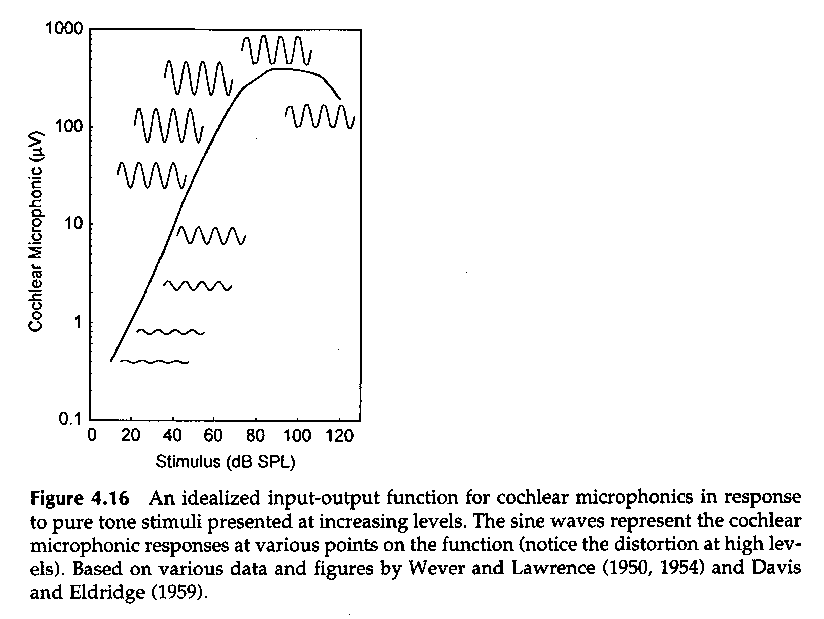 1000
100
10
1
0.1
Cochlear Microphonic (μV)
0 20 40 60 80 100 120
Stimulus (dB SPL)
Figure 4.16 An idealized input-output function for cochlear microphonics in response
to pure tone stimuli presented at increasing levels. The sine waves represent the cochlear
microphonic responses at various points on the function (notice the distortion at high lev-
els). Based on various data and figures by Wever and Lawrence (1950, 1954) and Davis
and Eldridge (1959).